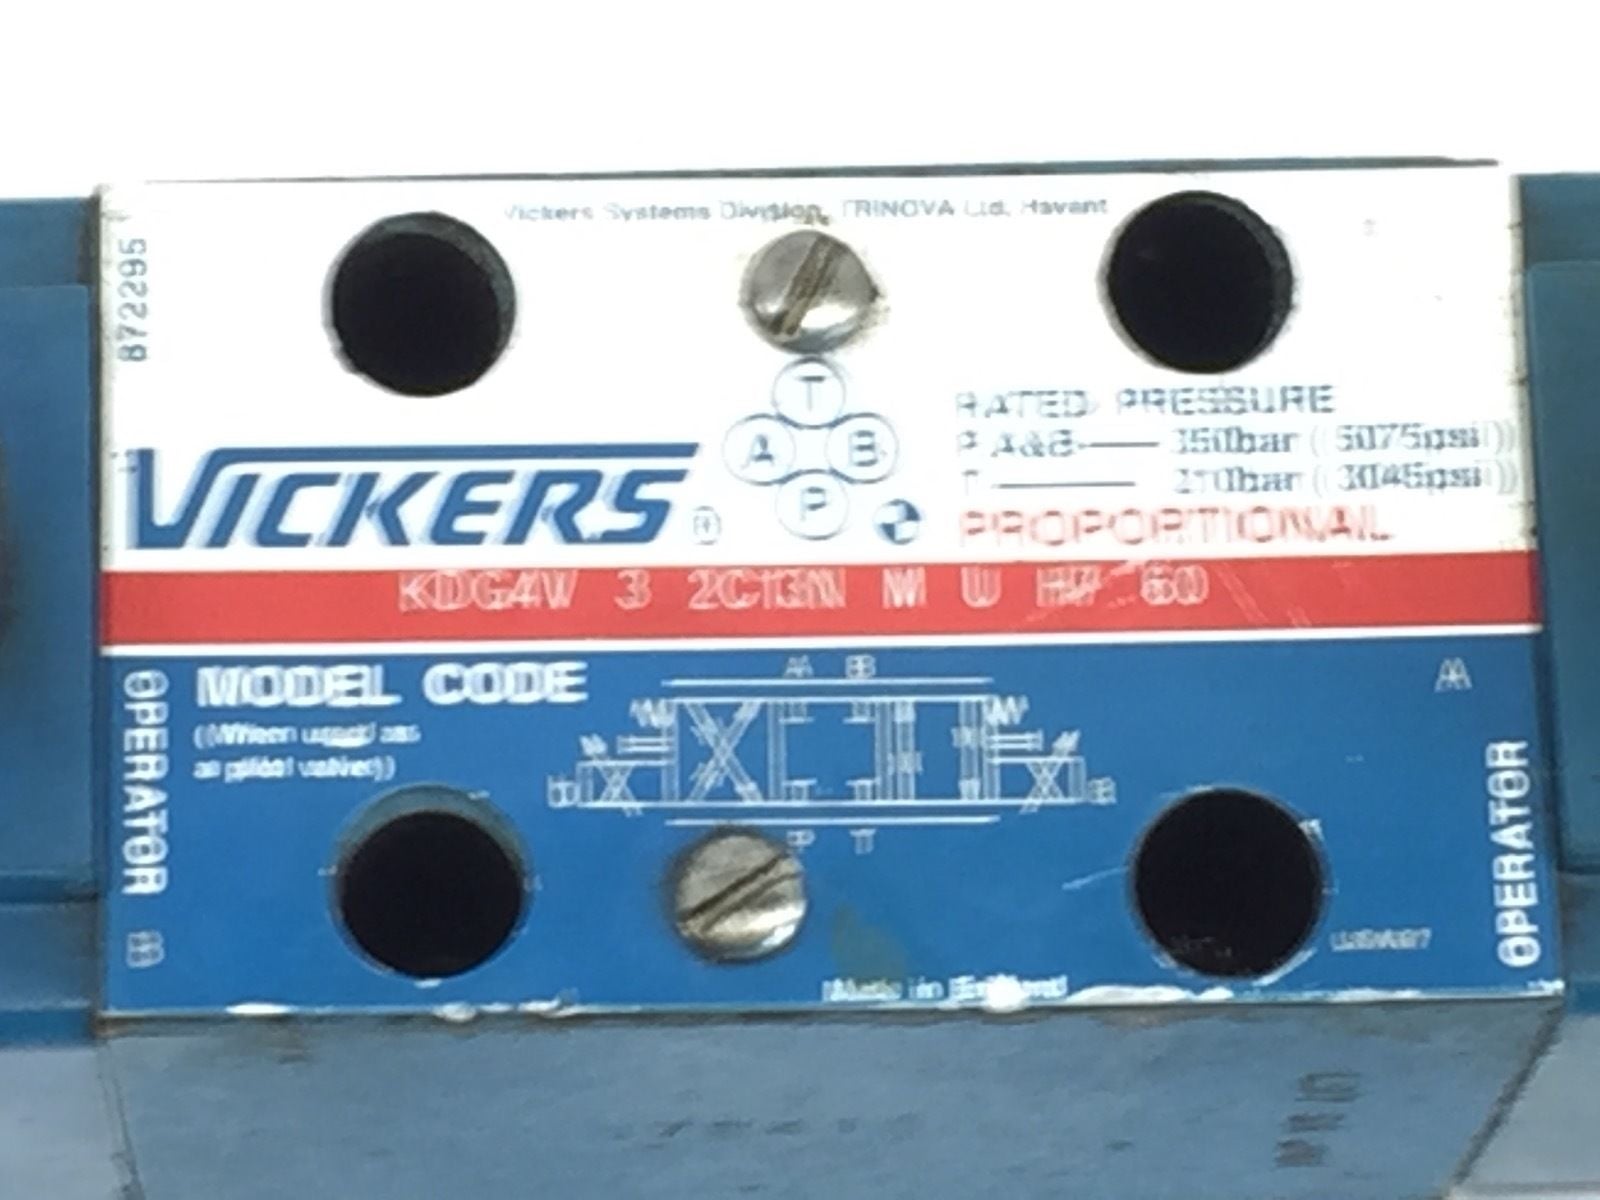 Vickers Systems Division, TRINOVA Ltd. Havant
872295
T
A B
P
VICKERS ®
RATED PRESSURE
P A&B 350bar (5075psi)
T 210bar (3045psi)
PROPORTIONAL
KDG4V 3 2C13N M U H7 60
MODEL CODE
(When used as
a pilot valve)
A B
P T
OPERATOR B
A
OPERATOR
Made in England